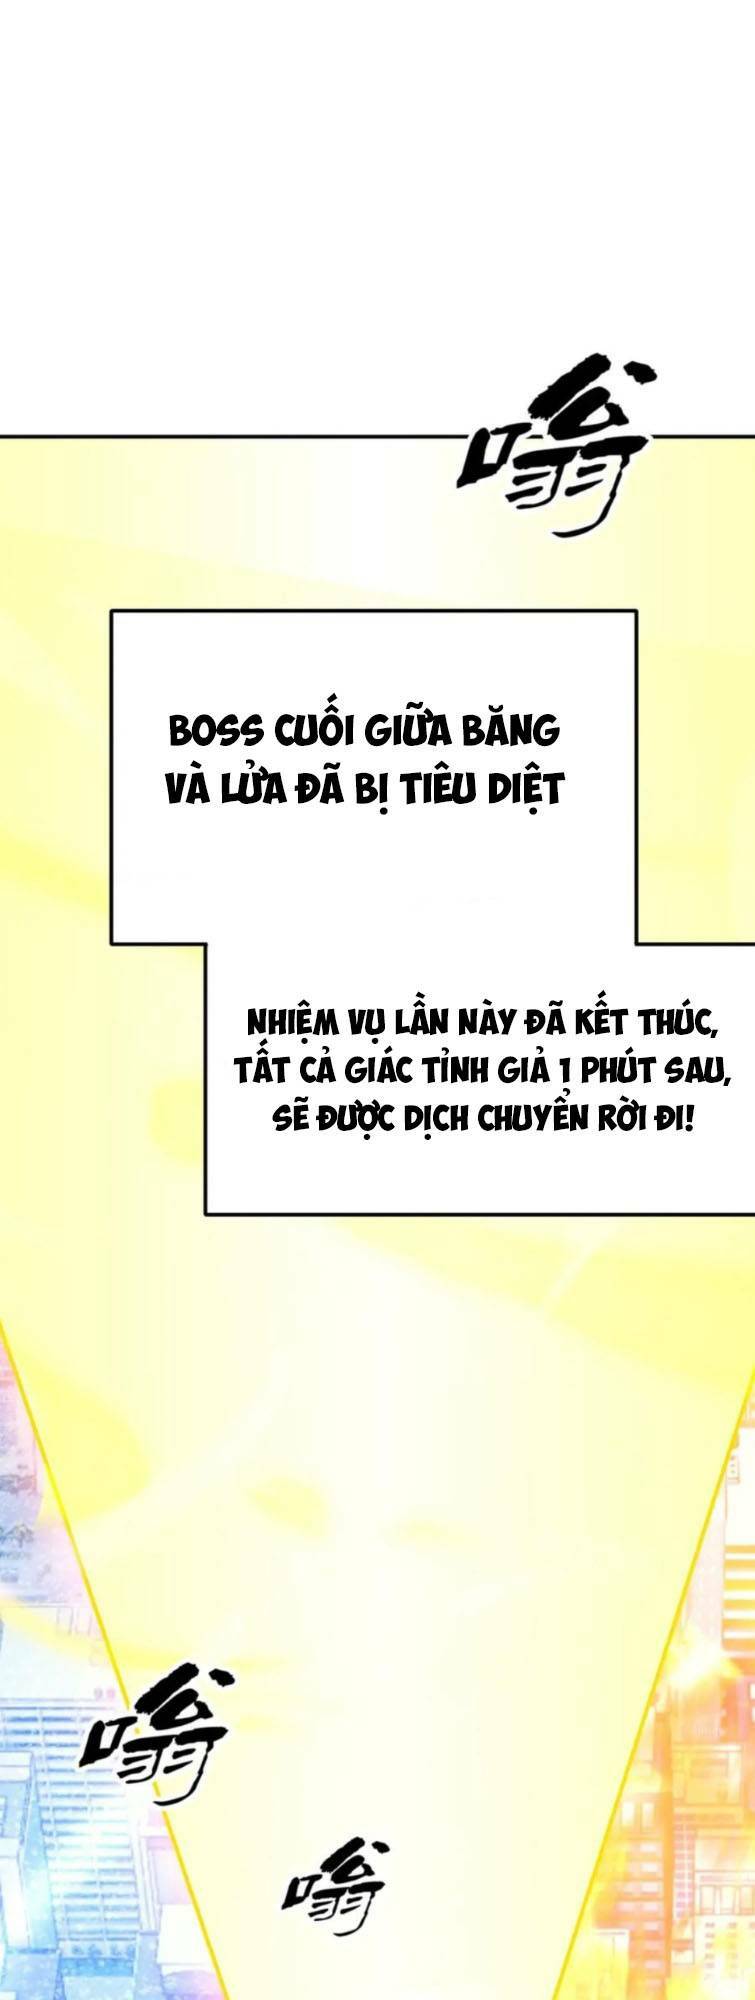 嗡
BOSS CUỐI GIỮA BĂNG
VÀ LỬA ĐÃ BỊ TIÊU DIỆT
NHIỆM VỤ LẦN NÀY ĐÃ KẾT THÚC,
TẤT CẢ GIÁC TỈNH GIẢ 1 PHÚT SAU,
SẼ ĐƯỢC DỊCH CHUYỂN RỜI ĐI!
嗡
嗡